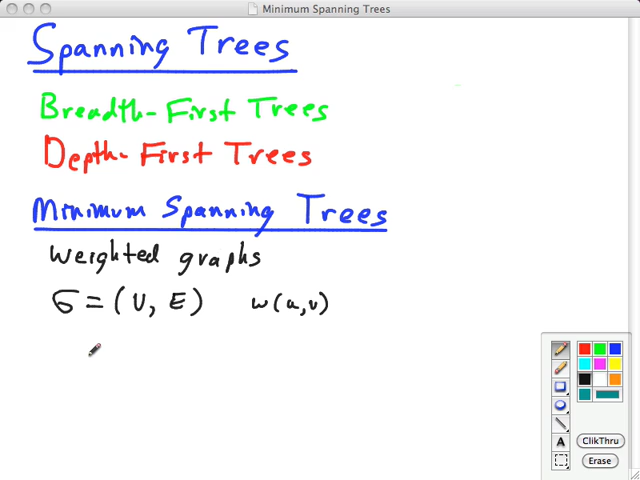 Minimum Spanning Trees
Spanning Trees
Breadth-First Trees
Depth-First Trees
Minimum Spanning Trees
weighted graphs
G = (V, E) w(u,v)
A
ClikThru
Erase